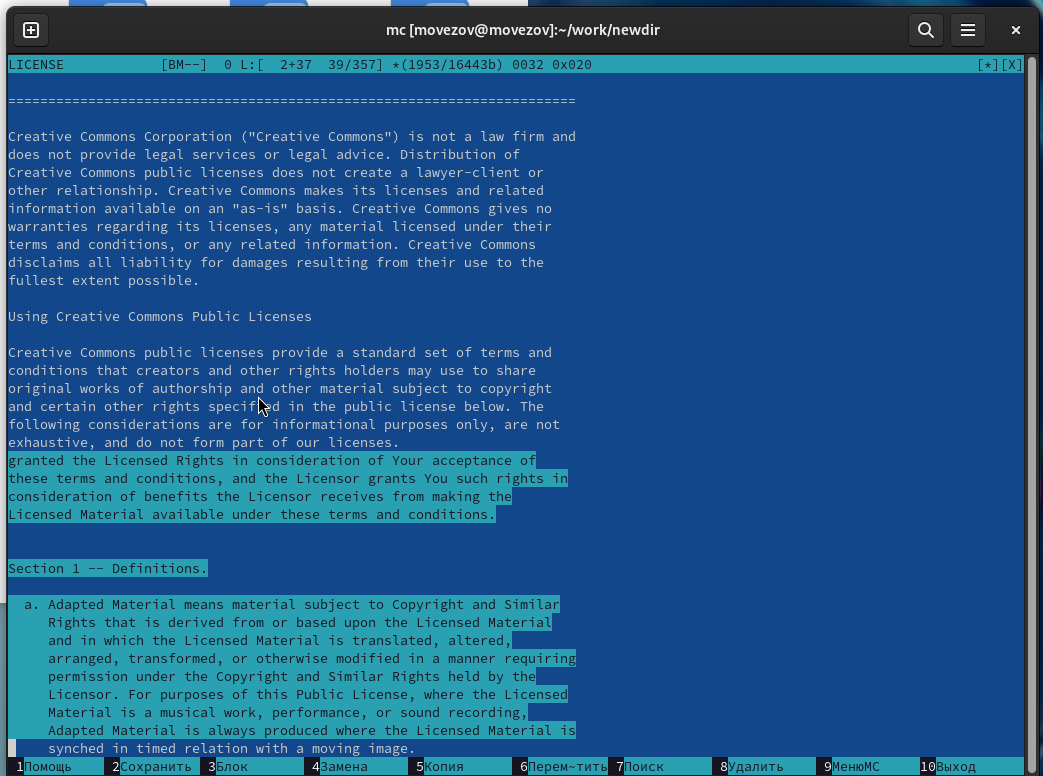 mc [movezov@movezov]:~/work/newdir
LICENSE            [BM--]  0 L:[  2+37  39/357] *(1953/16443b) 0032 0x020                                                [*][X]
=======================================================================
Creative Commons Corporation ("Creative Commons") is not a law firm and
does not provide legal services or legal advice. Distribution of
Creative Commons public licenses does not create a lawyer-client or
other relationship. Creative Commons makes its licenses and related
information available on an "as-is" basis. Creative Commons gives no
warranties regarding its licenses, any material licensed under their
terms and conditions, or any related information. Creative Commons
disclaims all liability for damages resulting from their use to the
fullest extent possible.
Using Creative Commons Public Licenses
Creative Commons public licenses provide a standard set of terms and
conditions that creators and other rights holders may use to share
original works of authorship and other material subject to copyright
and certain other rights specified in the public license below. The
following considerations are for informational purposes only, are not
exhaustive, and do not form part of our licenses.
granted the Licensed Rights in consideration of Your acceptance of
these terms and conditions, and the Licensor grants You such rights in
consideration of benefits the Licensor receives from making the
Licensed Material available under these terms and conditions.
Section 1 -- Definitions.
  a. Adapted Material means material subject to Copyright and Similar
     Rights that is derived from or based upon the Licensed Material
     and in which the Licensed Material is translated, altered,
     arranged, transformed, or otherwise modified in a manner requiring
     permission under the Copyright and Similar Rights held by the
     Licensor. For purposes of this Public License, where the Licensed
     Material is a musical work, performance, or sound recording,
     Adapted Material is always produced where the Licensed Material is
     synched in timed relation with a moving image.
1Помощь 2Сохранить 3Блок 4Замена 5Копия 6Перем~тить 7Поиск 8Удалить 9МенюMC 10Выход